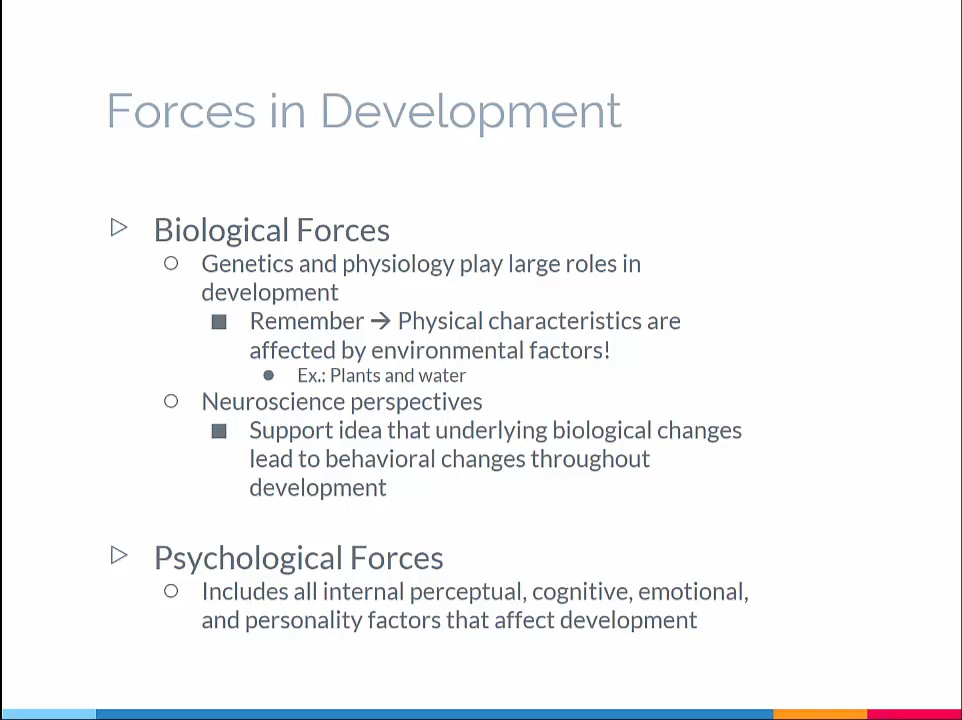 Forces in Development
▷ Biological Forces
○ Genetics and physiology play large roles in
development
■ Remember → Physical characteristics are
affected by environmental factors!
● Ex.: Plants and water
○ Neuroscience perspectives
■ Support idea that underlying biological changes
lead to behavioral changes throughout
development
▷ Psychological Forces
○ Includes all internal perceptual, cognitive, emotional,
and personality factors that affect development